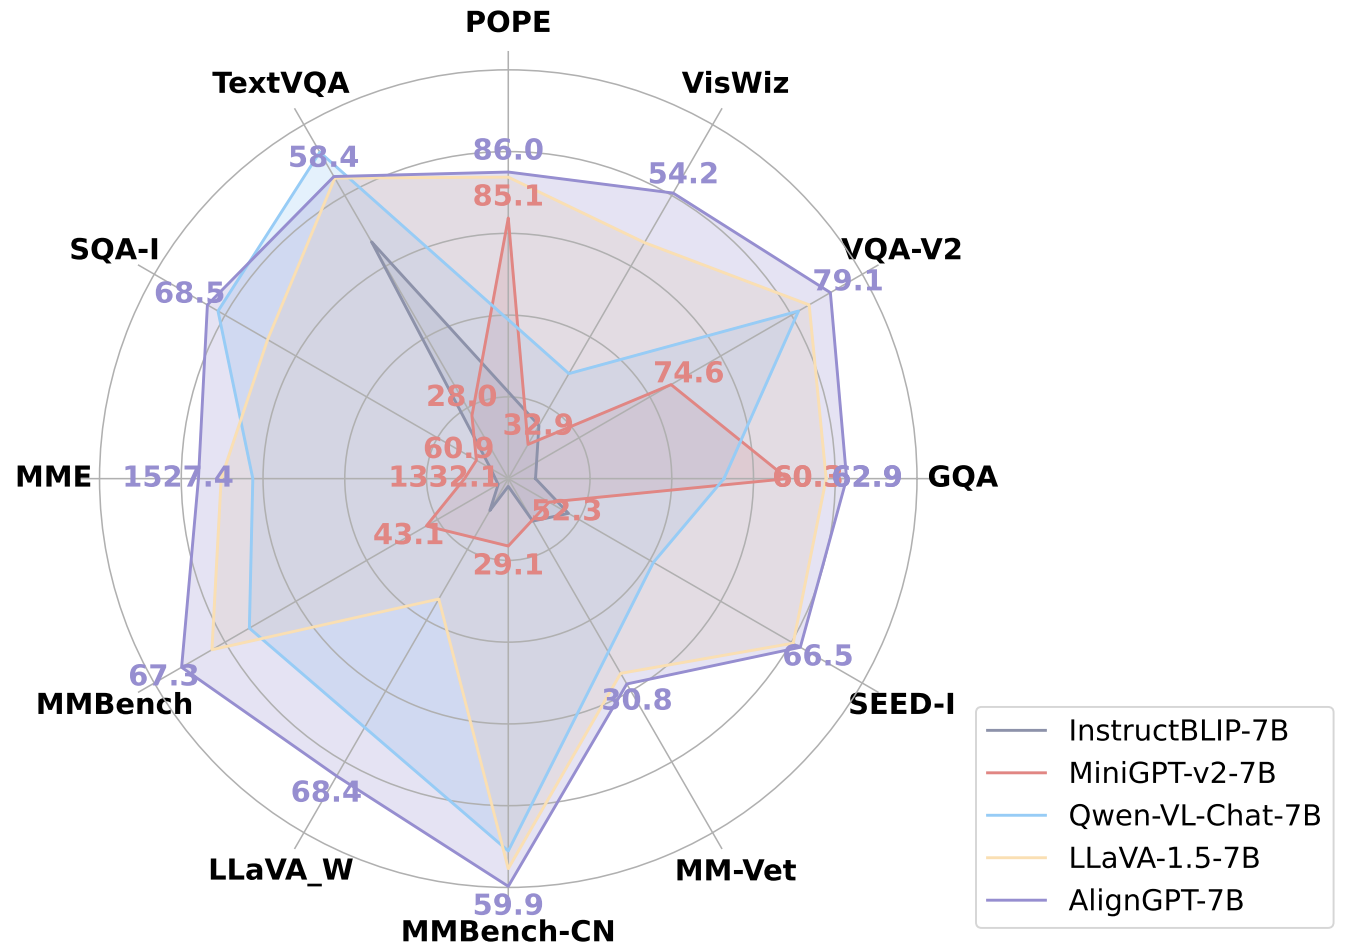 POPE
TextVQA
VisWiz
86.0
58.4
54.2
85.1
SQA-I
VQA-V2
68.5
79.1
74.6
28.0
32.9
60.9
MME
1527.4
1332.1
60.3
62.9
GQA
52.3
43.1
29.1
67.3
66.5
MMBench
30.8
SEED-I
68.4
LLaVA_W
MM-Vet
59.9
MMBench-CN
InstructBLIP-7B
MiniGPT-v2-7B
Qwen-VL-Chat-7B
LLaVA-1.5-7B
AlignGPT-7B